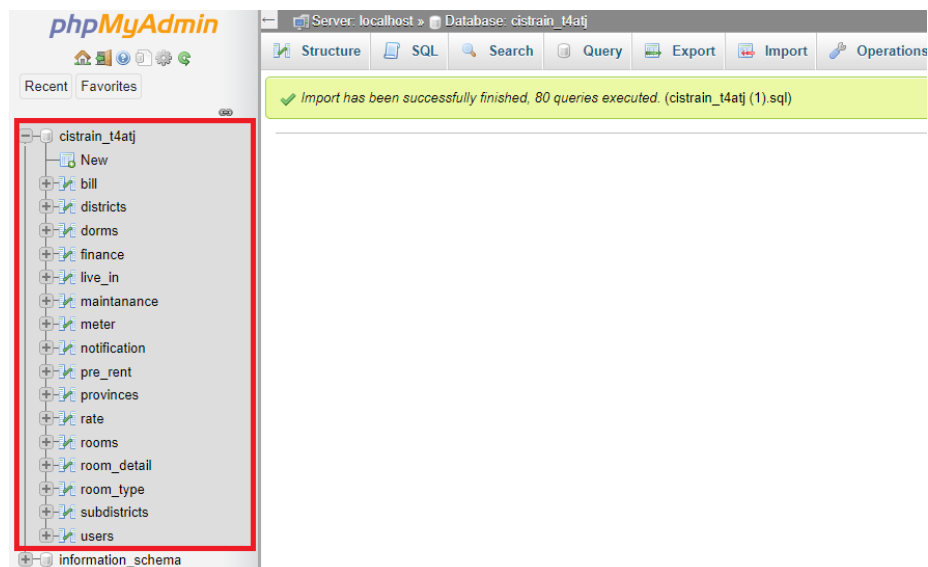 phpMyAdmin
Recent Favorites
cistrain_t4atj
New
bill
districts
dorms
finance
live_in
maintanance
meter
notification
pre_rent
provinces
rate
rooms
room_detail
room_type
subdistricts
users
information_schema
Server: localhost » Database: cistrain_t4atj
Structure SQL Search Query Export Import Operations
Import has been successfully finished, 80 queries executed. (cistrain_t4atj (1).sql)